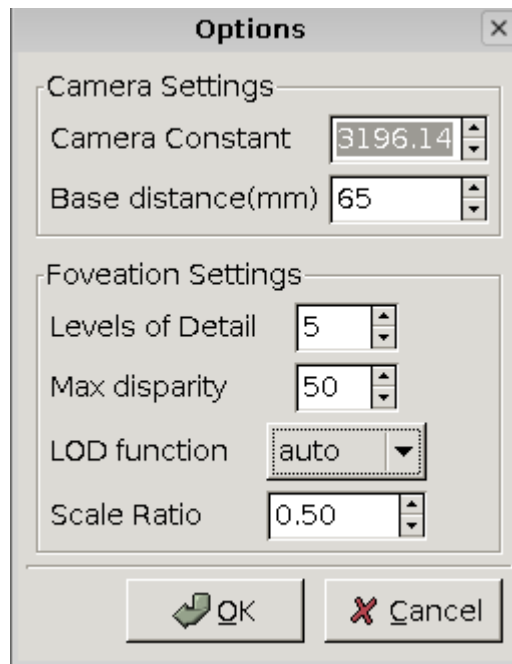 Options
Camera Settings
Camera Constant 3196.14
Base distance(mm) 65
Foveation Settings
Levels of Detail 5
Max disparity 50
LOD function auto
Scale Ratio 0.50
OK Cancel